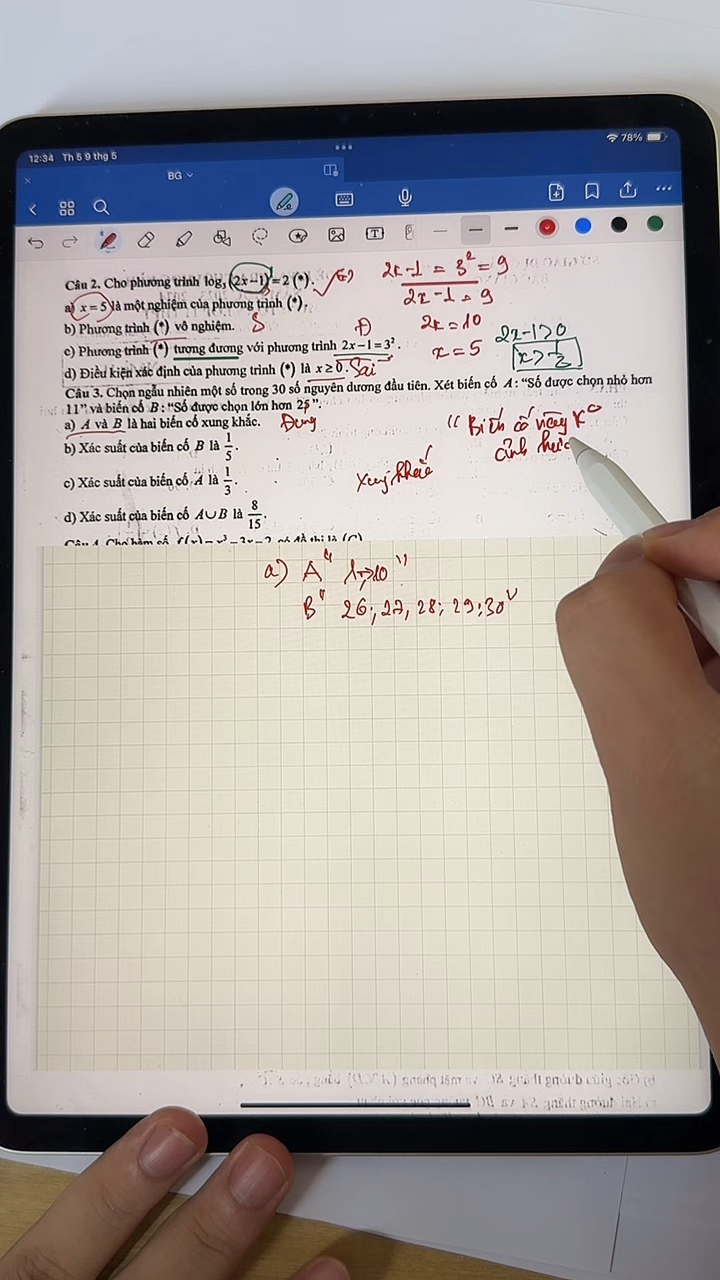 12:34 Th 5 9 thg 5
78%
BG
Câu 2. Cho phương trình log₃(2x−1)=2 (*).
a) x = 5 là một nghiệm của phương trình (*).
b) Phương trình (*) vô nghiệm. S
c) Phương trình (*) tương đương với phương trình 2x−1=3². Đ
d) Điều kiện xác định của phương trình (*) là x≥0. Sai
2x-1 = 3² = 9
2x-1 = 9
2x = 10
x = 5
2x-1>0
x>1/2
Câu 3. Chọn ngẫu nhiên một số trong 30 số nguyên dương đầu tiên. Xét biến cố A: “Số được chọn nhỏ hơn
11” và biến cố B: “Số được chọn lớn hơn 25”.
a) A và B là hai biến cố xung khắc. Đúng
b) Xác suất của biến cố B là 1/5.
c) Xác suất của biến cố A là 1/3.
d) Xác suất của biến cố A∪B là 8/15.
Xung khắc
“ Biến cố này K⁰
ảnh hưở
a) A " 1→10 "
B " 26; 27; 28; 29; 30 "